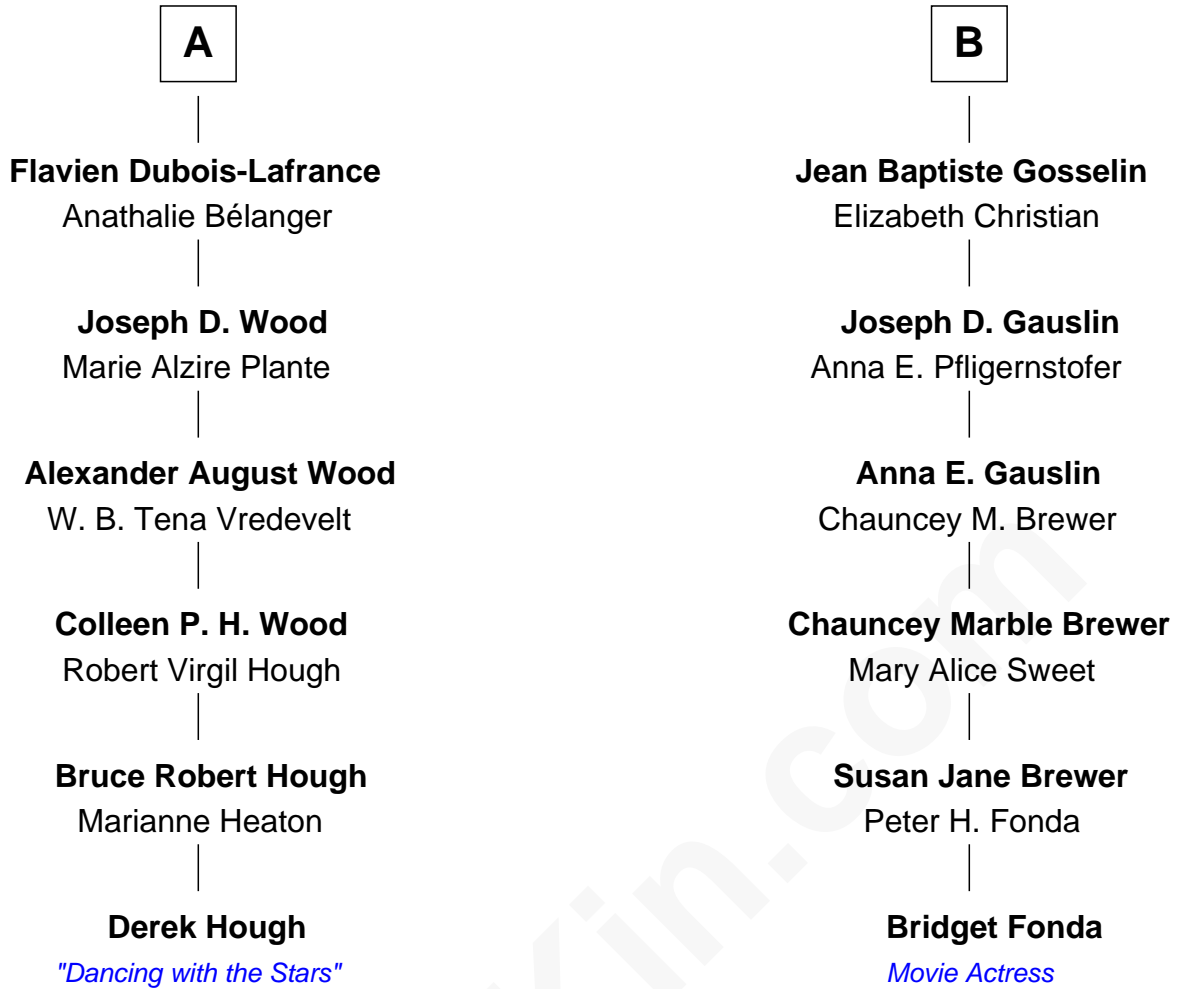 A
Flavien Dubois-Lafrance
Anathalie Bélanger
Joseph D. Wood
Marie Alzire Plante
Alexander August Wood
W. B. Tena Vredevelt
Colleen P. H. Wood
Robert Virgil Hough
Bruce Robert Hough
Marianne Heaton
Derek Hough
"Dancing with the Stars"
B
Jean Baptiste Gosselin
Elizabeth Christian
Joseph D. Gauslin
Anna E. Pfligernstofer
Anna E. Gauslin
Chauncey M. Brewer
Chauncey Marble Brewer
Mary Alice Sweet
Susan Jane Brewer
Peter H. Fonda
Bridget Fonda
Movie Actress
Kin.com